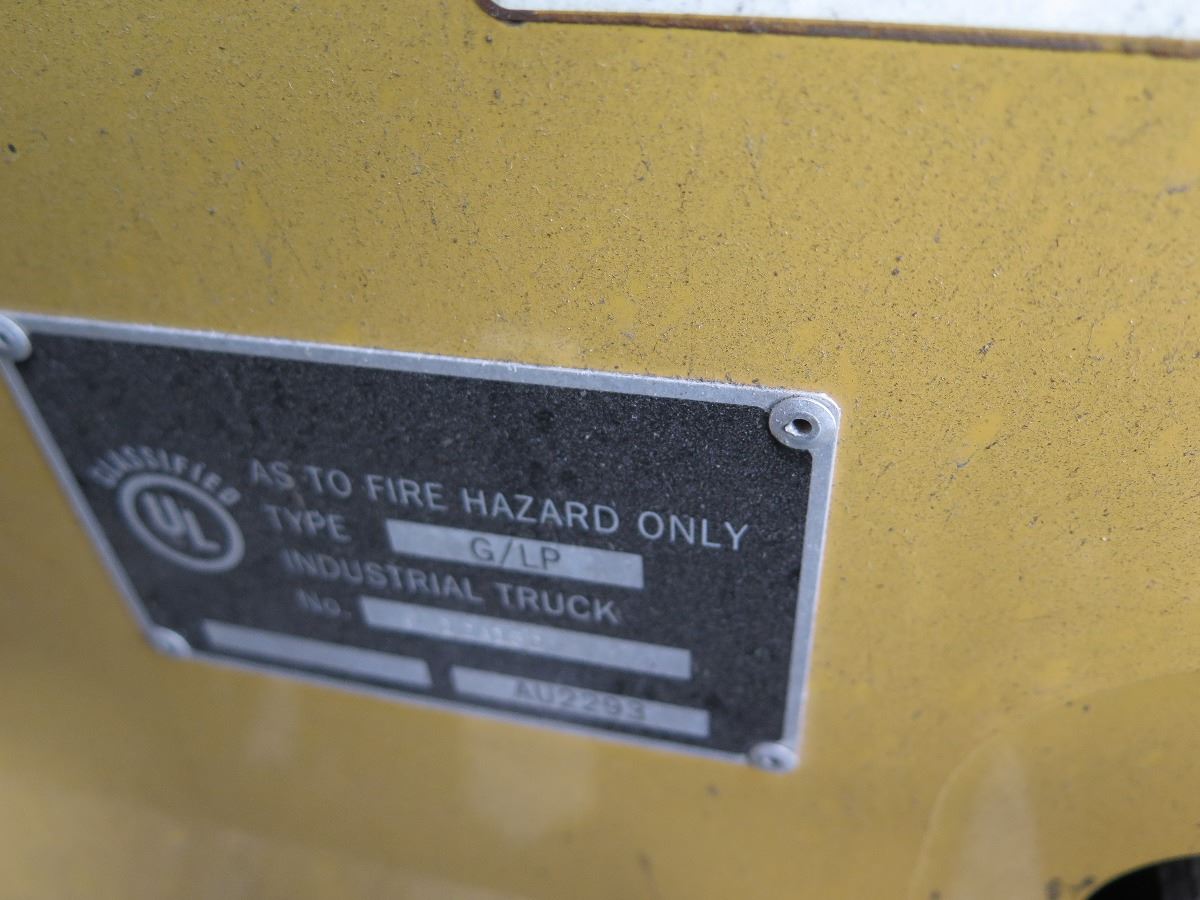 CLASSIFIED
UL
AS TO FIRE HAZARD ONLY
TYPE G/LP
INDUSTRIAL TRUCK
No.
AU2293